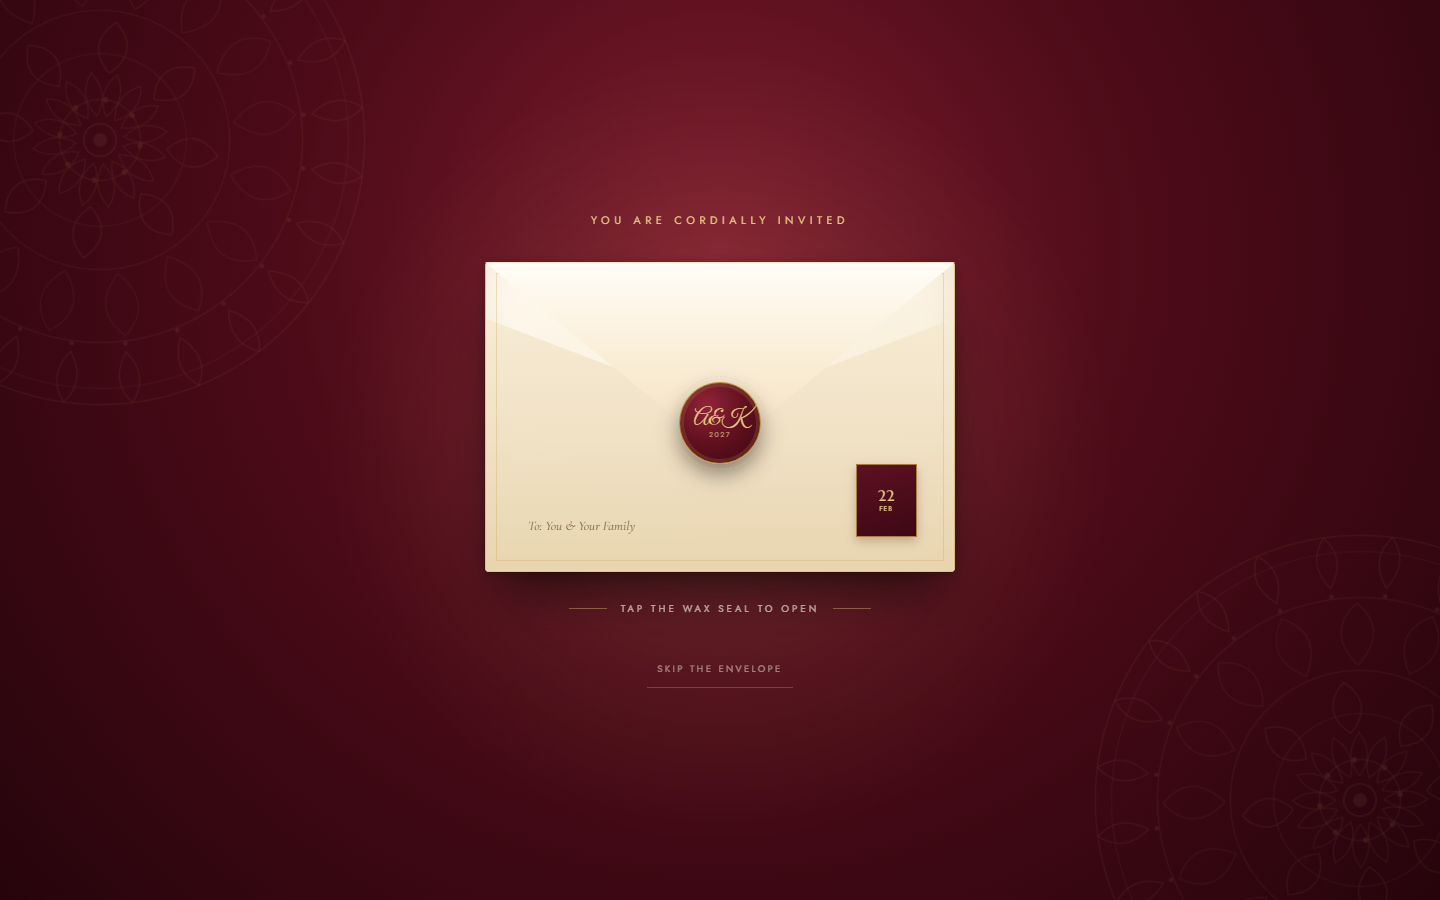 YOU ARE CORDIALLY INVITED
A&K
2027
22
FEB
To: You & Your Family
TAP THE WAX SEAL TO OPEN
SKIP THE ENVELOPE